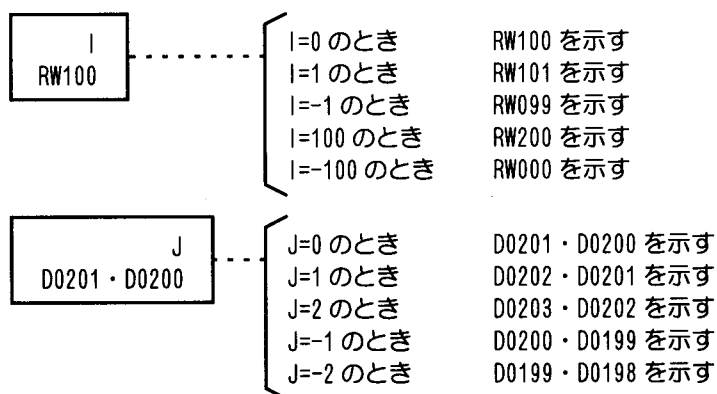 I
RW100
I=0 のとき RW100 を示す
I=1 のとき RW101 を示す
I=-1 のとき RW099 を示す
I=100 のとき RW200 を示す
I=-100 のとき RW000 を示す
J
D0201・D0200
J=0 のとき D0201・D0200 を示す
J=1 のとき D0202・D0201 を示す
J=2 のとき D0203・D0202 を示す
J=-1 のとき D0200・D0199 を示す
J=-2 のとき D0199・D0198 を示す